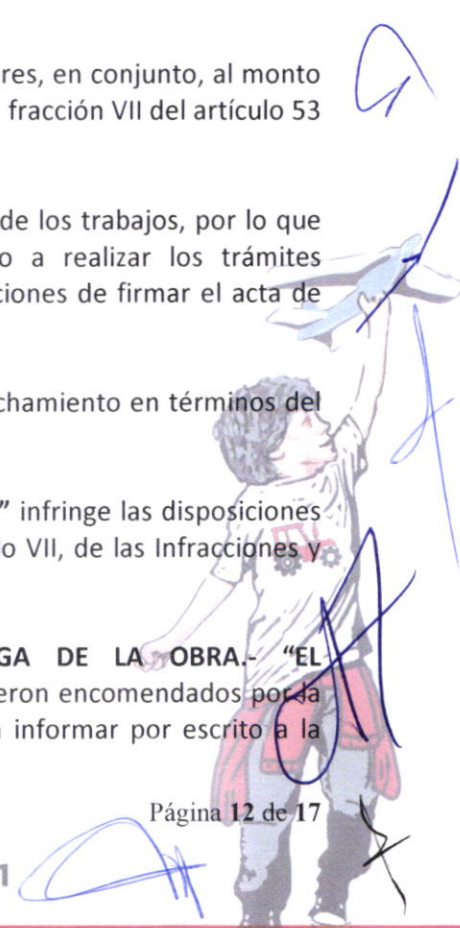 res, en conjunto, al monto
fracción VII del artículo 53
de los trabajos, por lo que
o a realizar los trámites
ciones de firmar el acta de
chamiento en términos del
" infringe las disposiciones
lo VII, de las Infracciones y
GA DE LA OBRA.- "EL
eron encomendados por la
informar por escrito a la
Página 12 de 17
1